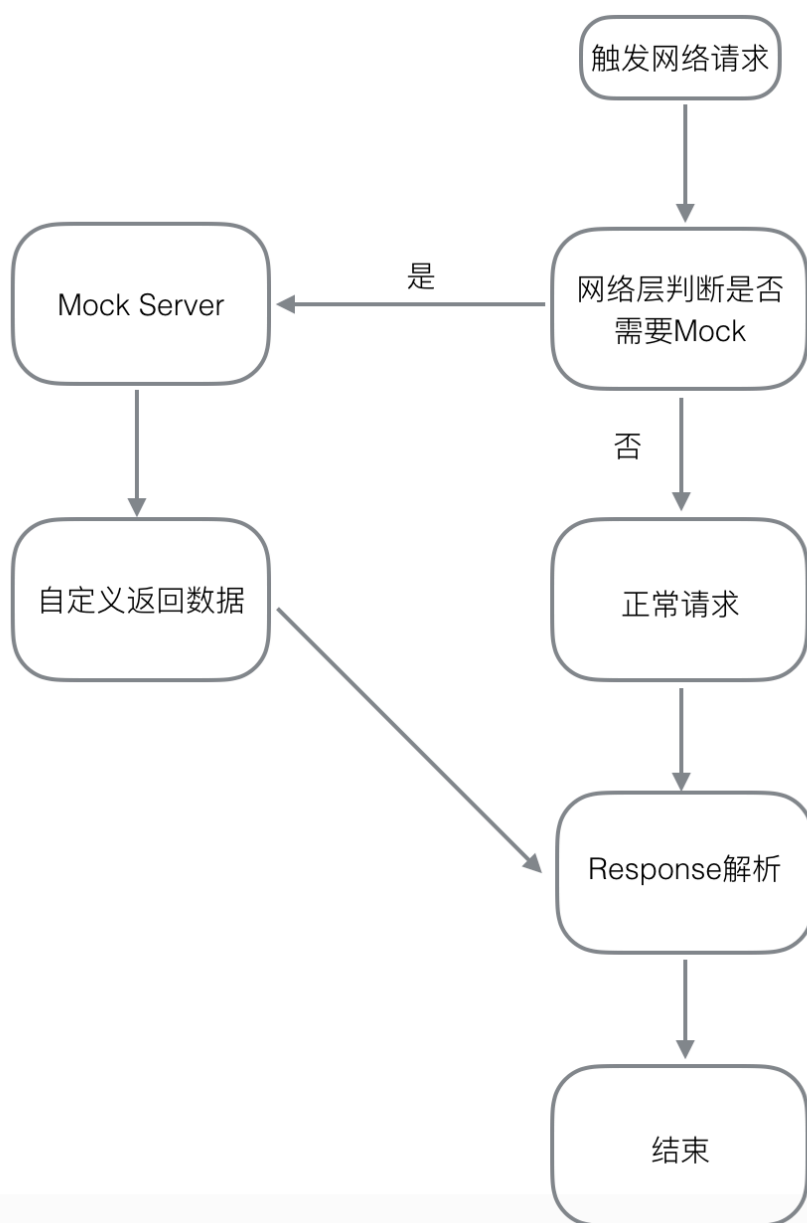 触发网络请求
是
Mock Server
网络层判断是否
需要Mock
否
自定义返回数据
正常请求
Response解析
结束